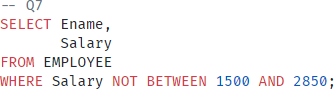 -- Q7
SELECT Ename,
       Salary
FROM EMPLOYEE
WHERE Salary NOT BETWEEN 1500 AND 2850;